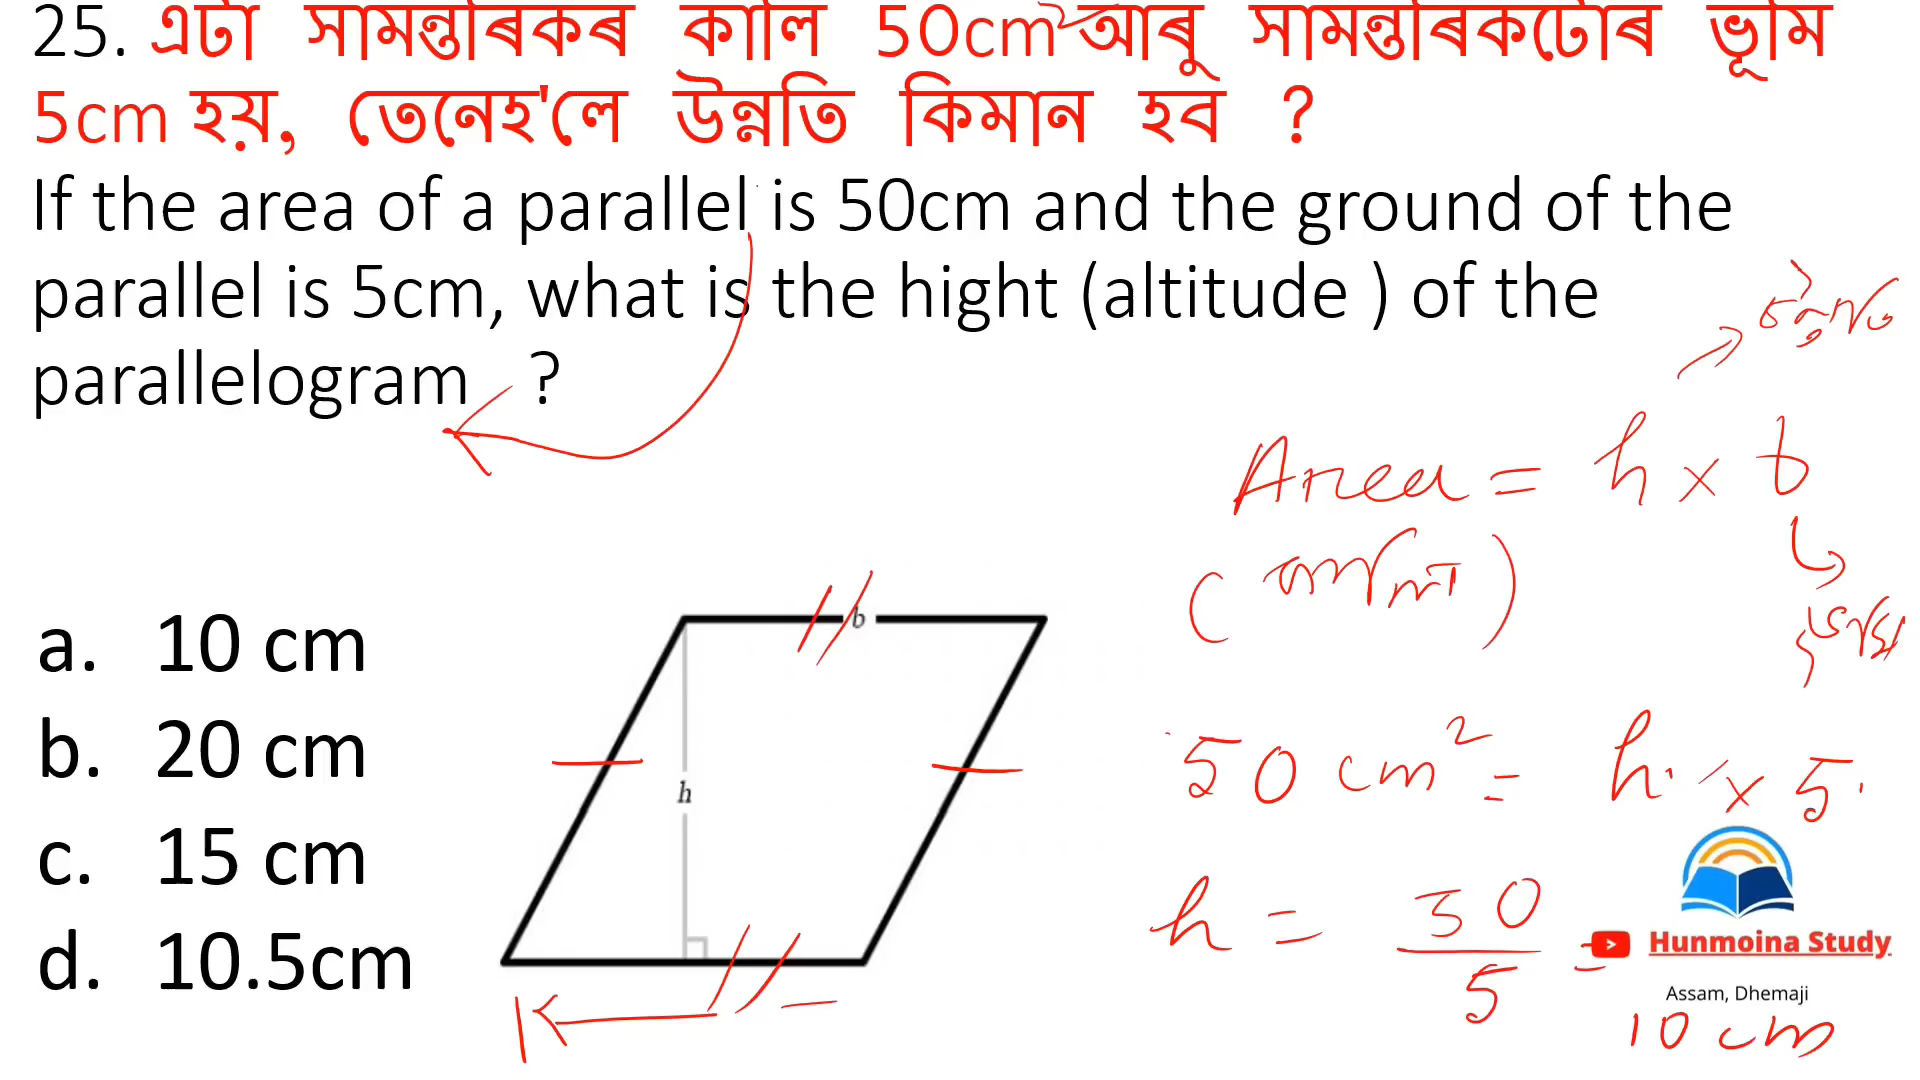 25. এটা সামন্তৰিকৰ কালি 50cm² আৰু সামন্তৰিকটোৰ ভূমি
5cm হয়, তেনেহ'লে উন্নতি কিমান হব ?
If the area of a parallel is 50cm and the ground of the
parallel is 5cm, what is the hight (altitude ) of the
parallelogram ?
উন্নতি
Area = h × b
(কালি)
a. 10 cm
b. 20 cm
c. 15 cm
d. 10.5cm
b
h
50 cm² = h × 5
h = 50/5 =
10 cm
Hunmoina Study
Assam, Dhemaji